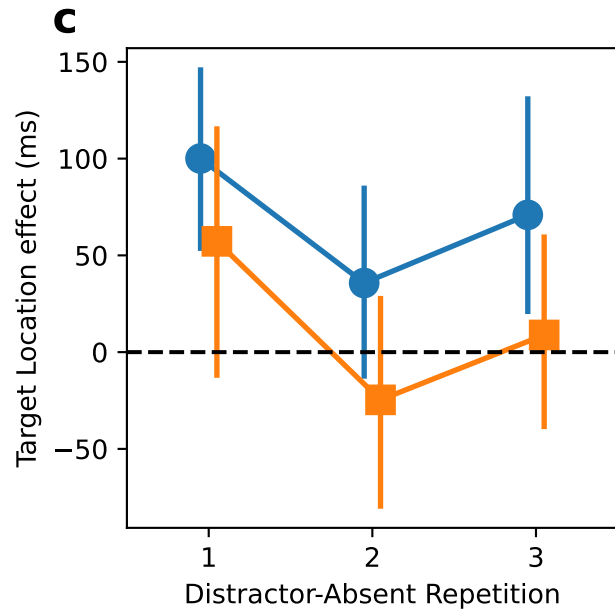 c
Target Location effect (ms)
150
100
50
0
−50
1 2 3
Distractor-Absent Repetition